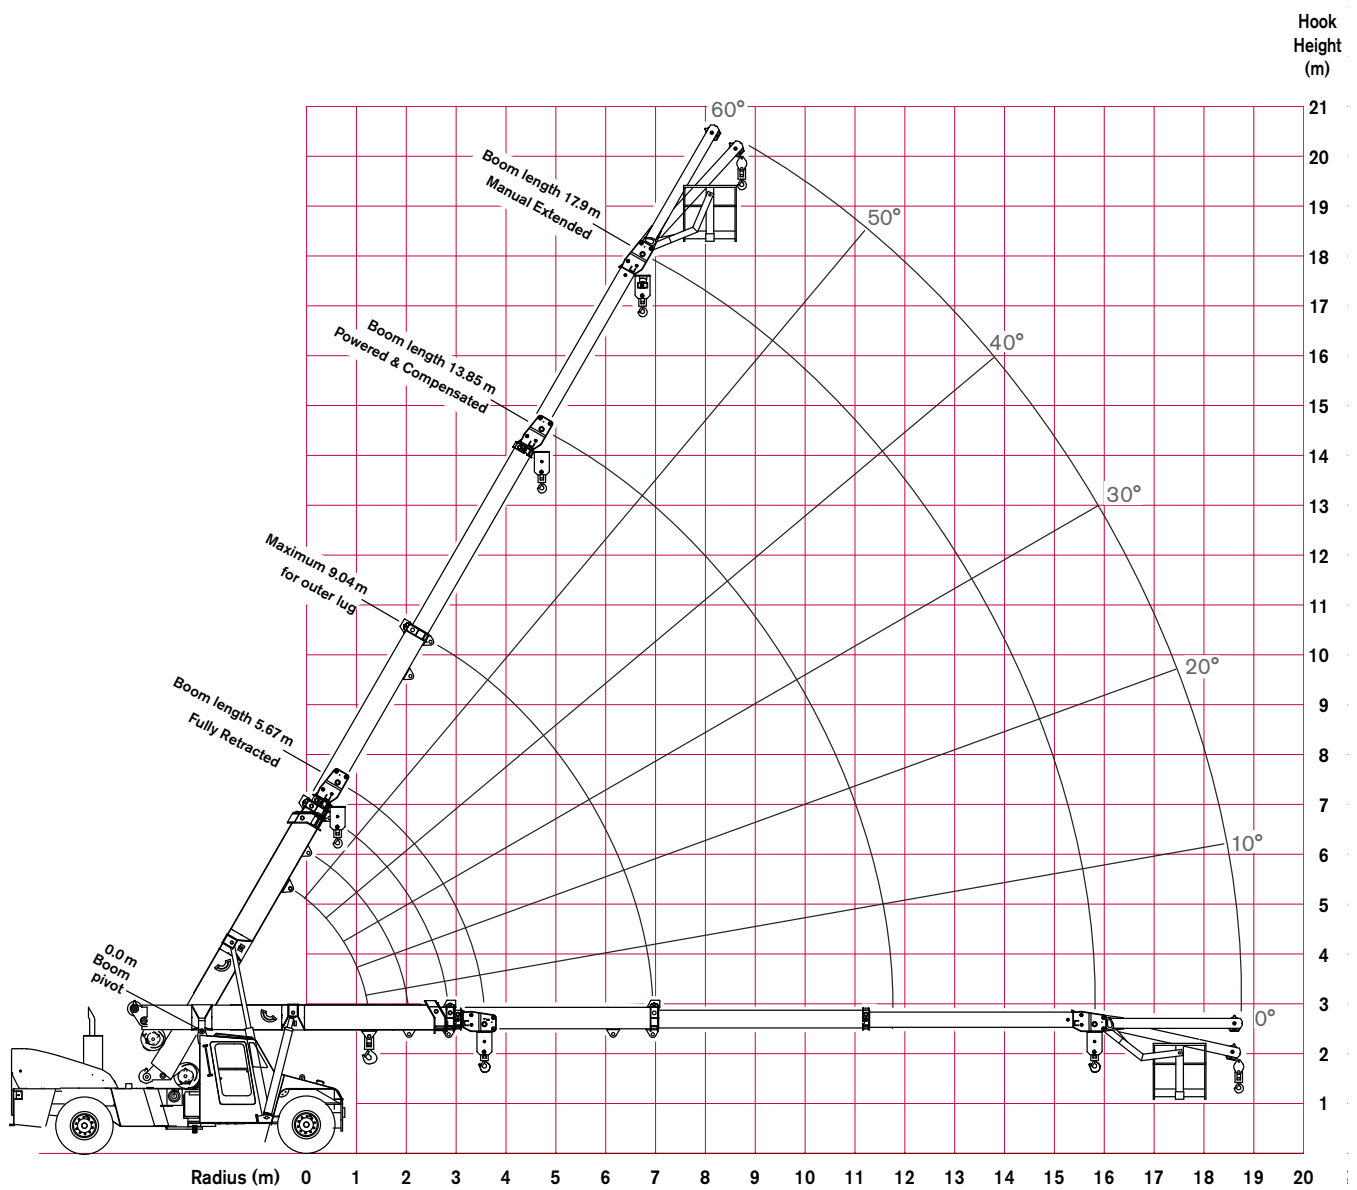 Hook
Height
(m)
60°
21
Boom length 17.9 m
Manual Extended
20
50°
19
18
17
Boom length 13.85 m
Powered & Compensated
40°
16
15
14
30°
13
12
Maximum 9.04 m
for outer lug
11
10
20°
9
Boom length 5.67 m
Fully Retracted
8
7
10°
6
5
0.0 m
Boom
pivot
4
3
0°
2
1
Radius (m) 0 1 2 3 4 5 6 7 8 9 10 11 12 13 14 15 16 17 18 19 20